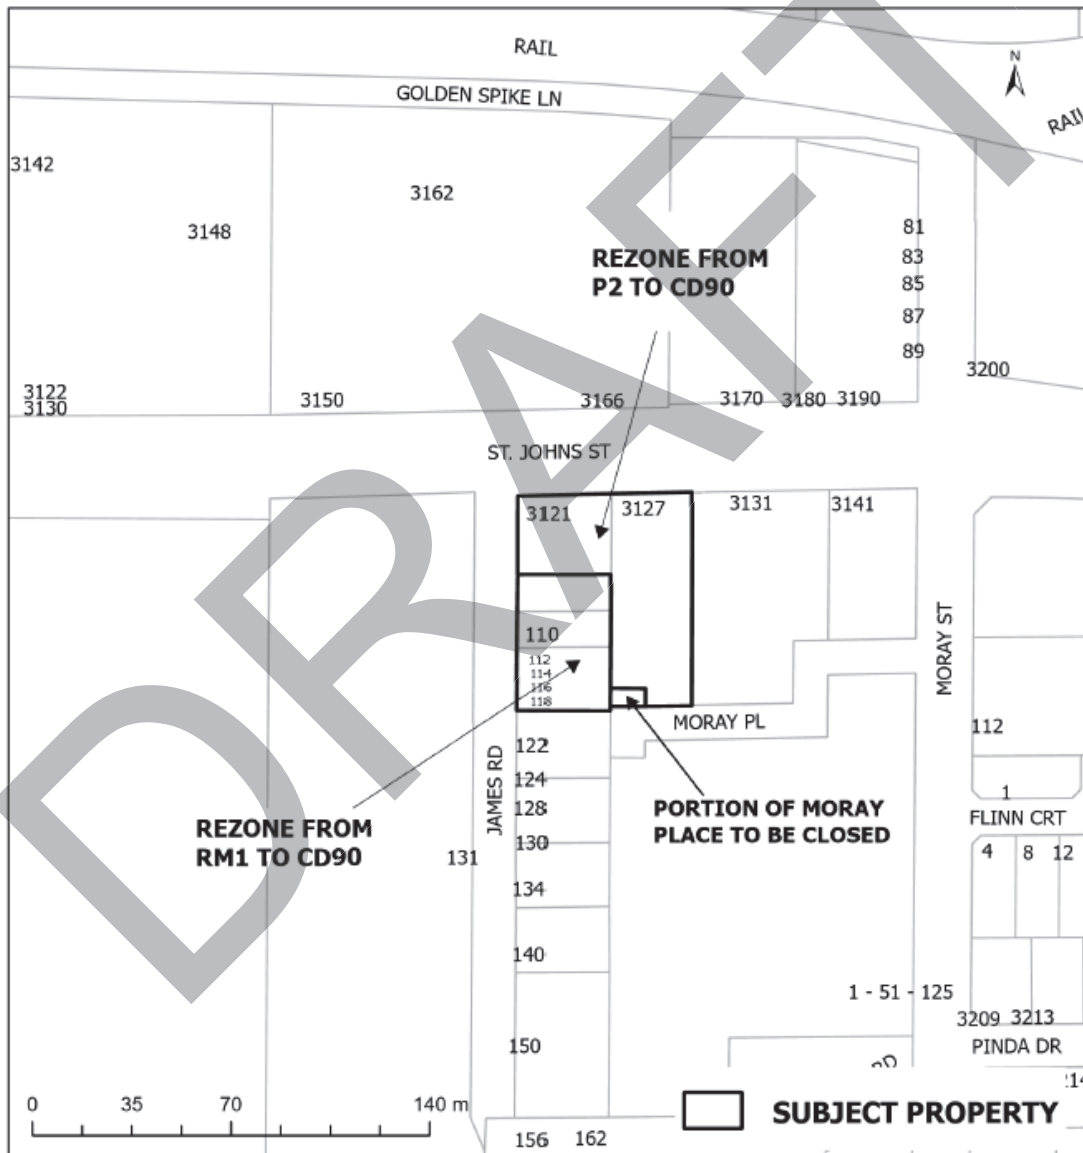 RAIL
N
GOLDEN SPIKE LN
RAIL
3142
3162
3148
81
83
85
87
89
REZONE FROM
P2 TO CD90
3200
3122
3130
3150
3166
3170
3180
3190
ST. JOHNS ST
3121
3127
3131
3141
110
112
114
116
118
MORAY ST
MORAY PL
112
122
JAMES RD
124
128
130
131
134
140
150
PORTION OF MORAY
PLACE TO BE CLOSED
REZONE FROM
RM1 TO CD90
1
FLINN CRT
4
8
12
1 - 51 - 125
3209
3213
PINDA DR
0
35
70
140 m
SUBJECT PROPERTY
156
162
DRAFT